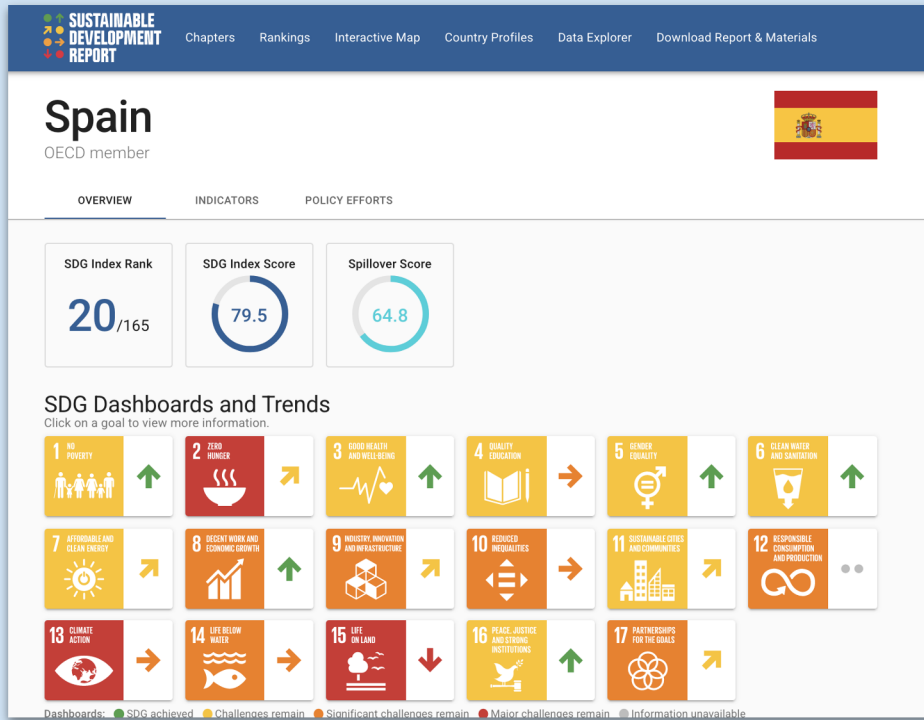 SUSTAINABLE
DEVELOPMENT
REPORT
Chapters Rankings Interactive Map Country Profiles Data Explorer Download Report & Materials
Spain
OECD member
OVERVIEW INDICATORS POLICY EFFORTS
SDG Index Rank
20/165
SDG Index Score
79.5
Spillover Score
64.8
SDG Dashboards and Trends
Click on a goal to view more information.
1 NO
POVERTY
2 ZERO
HUNGER
3 GOOD HEALTH
AND WELL-BEING
4 QUALITY
EDUCATION
5 GENDER
EQUALITY
6 CLEAN WATER
AND SANITATION
7 AFFORDABLE AND
CLEAN ENERGY
8 DECENT WORK AND
ECONOMIC GROWTH
9 INDUSTRY, INNOVATION
AND INFRASTRUCTURE
10 REDUCED
INEQUALITIES
11 SUSTAINABLE CITIES
AND COMMUNITIES
12 RESPONSIBLE
CONSUMPTION
AND PRODUCTION
13 CLIMATE
ACTION
14 LIFE BELOW
WATER
15 LIFE
ON LAND
16 PEACE, JUSTICE
AND STRONG
INSTITUTIONS
17 PARTNERSHIPS
FOR THE GOALS
Dashboards: SDG achieved Challenges remain Significant challenges remain Major challenges remain Information unavailable